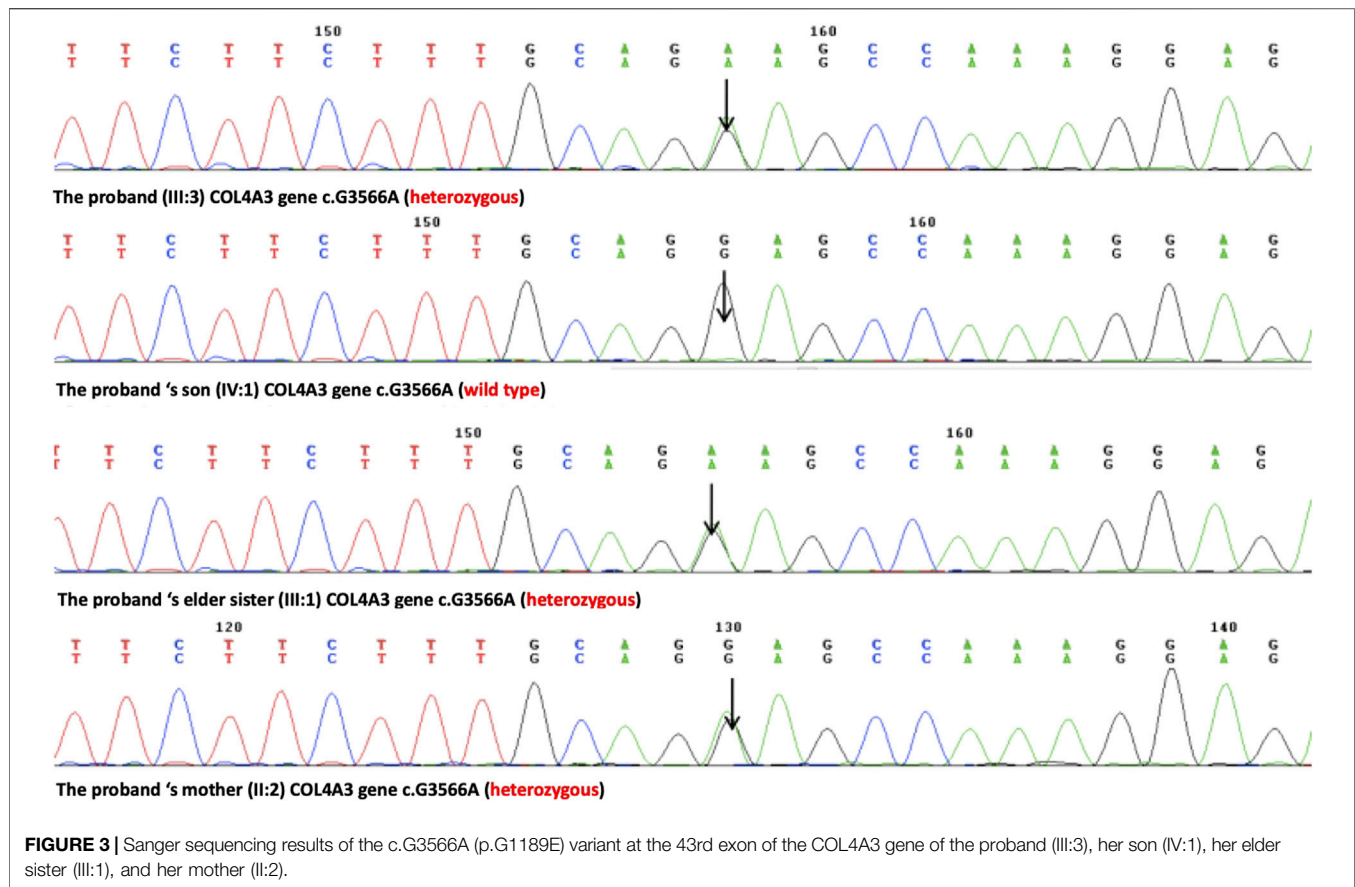 150 160
T T C T T C T T T G C A G A A G C C A A A G G A G
T T C T T C T T T G C A G A A G C C A A A G G A G
The proband (III:3) COL4A3 gene c.G3566A (heterozygous)
150 160
T T C T T C T T T G C A G G A G C C A A A G G A G
T T C T T C T T T G C A G G A G C C A A A G G A G
The proband ‘s son (IV:1) COL4A3 gene c.G3566A (wild type)
150 160
T T C T T C T T T G C A G A A G C C A A A G G A G
T T C T T C T T T G C A G A A G C C A A A G G A G
The proband ‘s elder sister (III:1) COL4A3 gene c.G3566A (heterozygous)
120 130 140
T T C T T C T T T G C A G G A G C C A A A G G A G
T T C T T C T T T G C A G G A G C C A A A G G A G
The proband ‘s mother (II:2) COL4A3 gene c.G3566A (heterozygous)
FIGURE 3 | Sanger sequencing results of the c.G3566A (p.G1189E) variant at the 43rd exon of the COL4A3 gene of the proband (III:3), her son (IV:1), her elder
sister (III:1), and her mother (II:2).